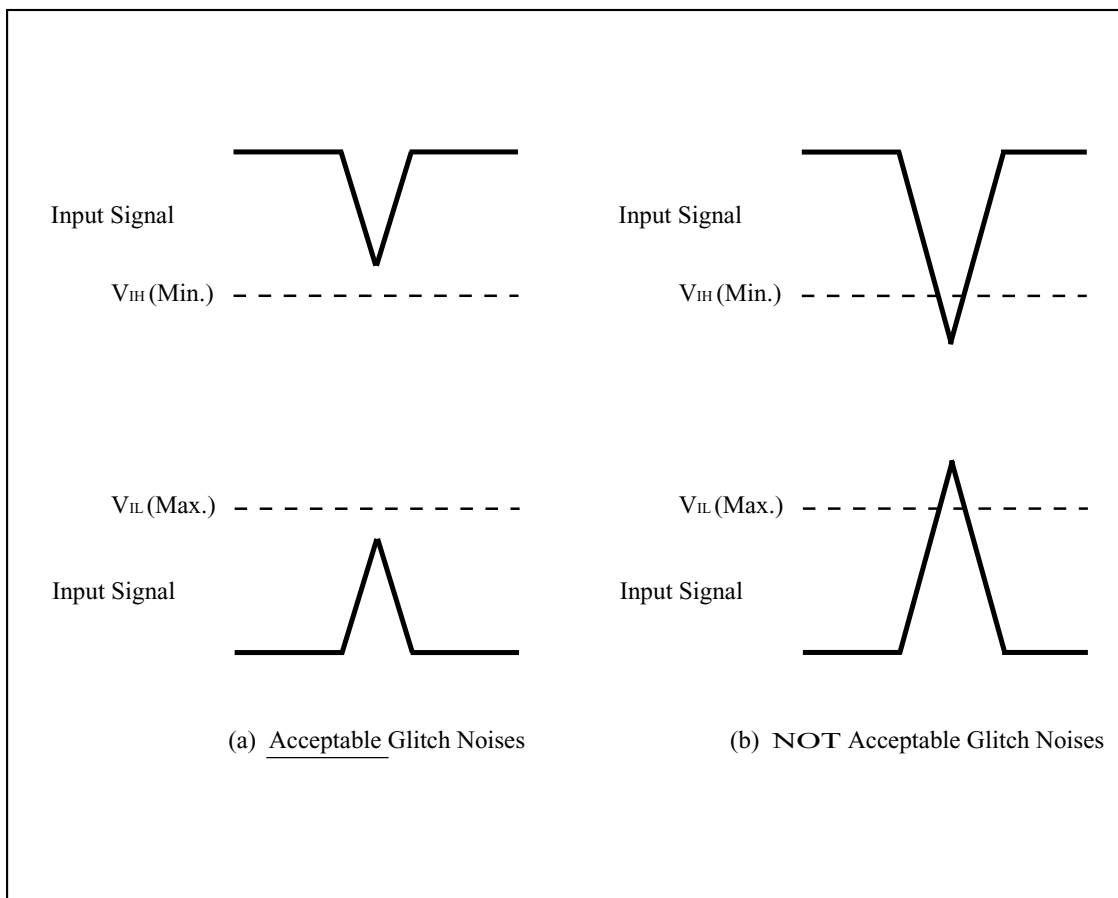 Input Signal
VIH (Min.)
VIL (Max.)
Input Signal
(a) Acceptable Glitch Noises
Input Signal
VIH (Min.)
VIL (Max.)
Input Signal
(b) NOT Acceptable Glitch Noises